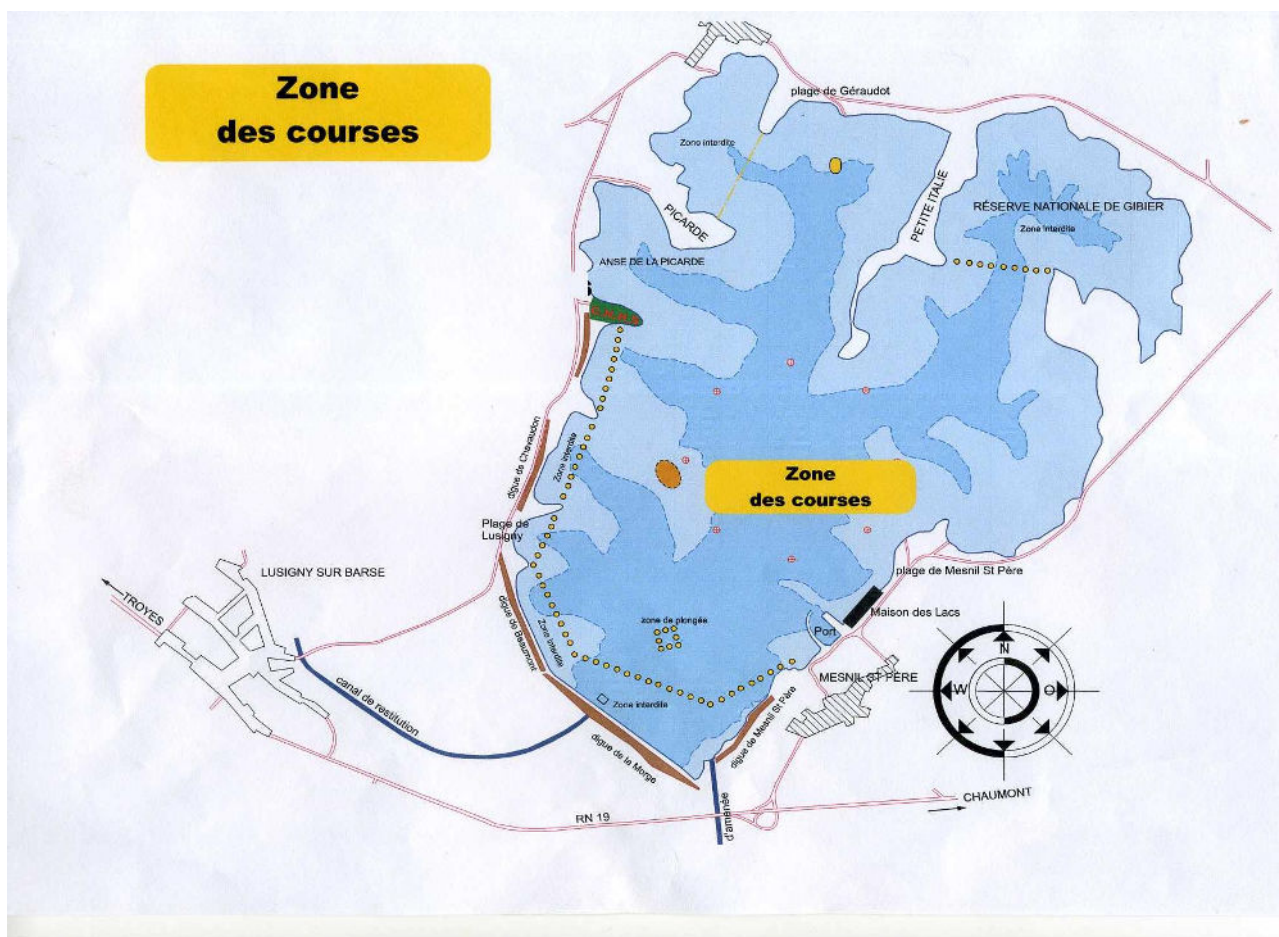 Zone
des courses
plage de Géraudot
Zone interdite
PICARDE
PETITE ITALIE
RÉSERVE NATIONALE DE GIBIER
Zone interdite
ANSE DE LA PICARDE
digue de Chavaudon
Zone interdite
Zone
des courses
Plage de
Lusigny
LUSIGNY SUR BARSE
TROYES
plage de Mesnil St Père
Maison des Lacs
Port
zone de plongée
digue de Beaumont
Zone Interdite
canal de restitution
Zone interdite
MESNIL ST PÈRE
N
W
O
digue de la Morge
digue de Mesnil St Père
d'aménée
CHAUMONT
RN 19